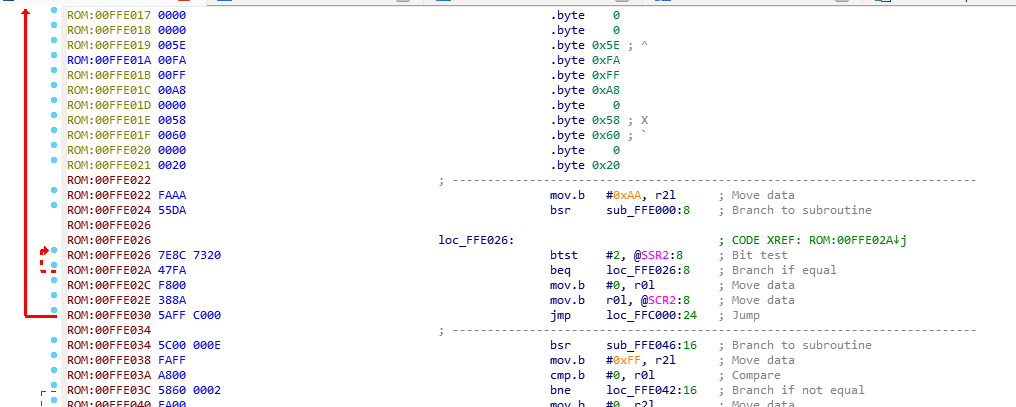 ROM:00FFE017 0000 .byte 0
ROM:00FFE018 0000 .byte 0
ROM:00FFE019 005E .byte 0x5E ; ^
ROM:00FFE01A 00FA .byte 0xFA
ROM:00FFE01B 00FF .byte 0xFF
ROM:00FFE01C 00A8 .byte 0xA8
ROM:00FFE01D 0000 .byte 0
ROM:00FFE01E 0058 .byte 0x58 ; X
ROM:00FFE01F 0060 .byte 0x60 ; `
ROM:00FFE020 0000 .byte 0
ROM:00FFE021 0020 .byte 0x20
ROM:00FFE022 ; ---------------------------------------------------------------------------
ROM:00FFE022 FAAA mov.b #0xAA, r2l ; Move data
ROM:00FFE024 55DA bsr sub_FFE000:8 ; Branch to subroutine
ROM:00FFE026
ROM:00FFE026 loc_FFE026: ; CODE XREF: ROM:00FFE02A↓j
ROM:00FFE026 7E8C 7320 btst #2, @SSR2:8 ; Bit test
ROM:00FFE02A 47FA beq loc_FFE026:8 ; Branch if equal
ROM:00FFE02C F800 mov.b #0, r0l ; Move data
ROM:00FFE02E 388A mov.b r0l, @SCR2:8 ; Move data
ROM:00FFE030 5AFF C000 jmp loc_FFC000:24 ; Jump
ROM:00FFE034 ; ---------------------------------------------------------------------------
ROM:00FFE034 5C00 000E bsr sub_FFE046:16 ; Branch to subroutine
ROM:00FFE038 FAFF mov.b #0xFF, r2l ; Move data
ROM:00FFE03A A800 cmp.b #0, r0l ; Compare
ROM:00FFE03C 5860 0002 bne loc_FFE042:16 ; Branch if not equal
ROM:00FFE040 FA00 mov.b #0, r2l ; Move data